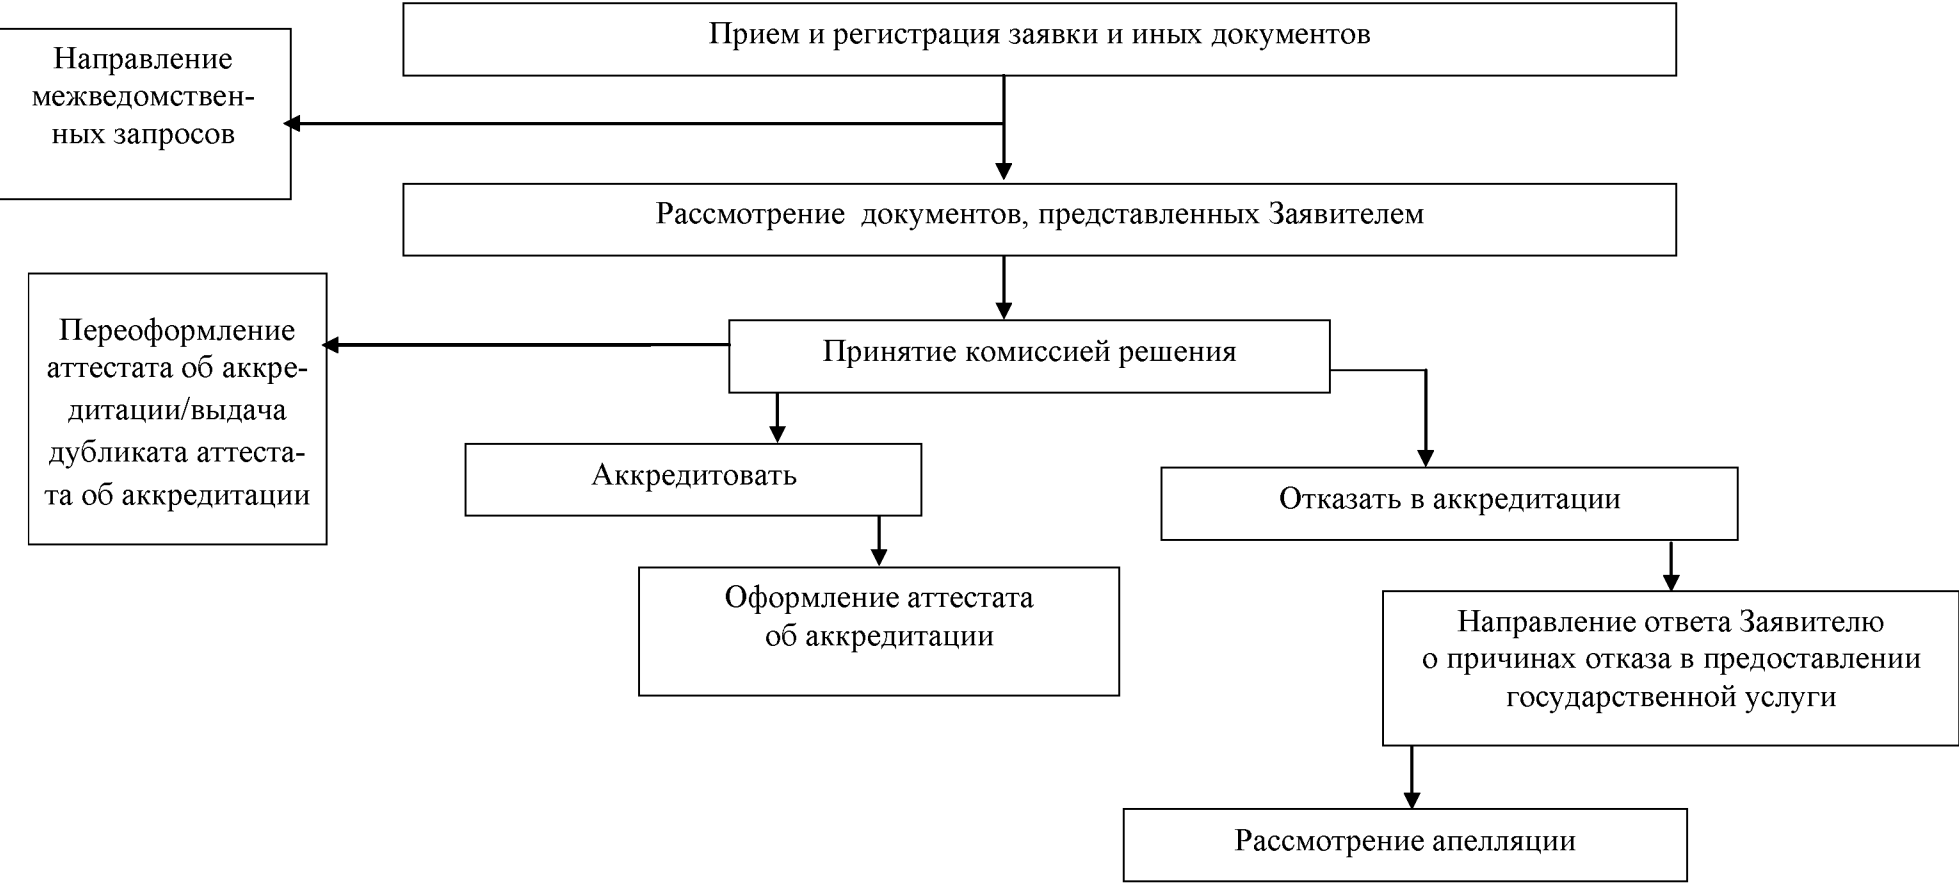 Прием и регистрация заявки и иных документов
Направление
межведомствен-
ных запросов
Рассмотрение документов, представленных Заявителем
Принятие комиссией решения
Переоформление
аттестата об аккре-
дитации/выдача
дубликата аттеста-
та об аккредитации
Аккредитовать
Отказать в аккредитации
Оформление аттестата
об аккредитации
Направление ответа Заявителю
о причинах отказа в предоставлении
государственной услуги
Рассмотрение апелляции